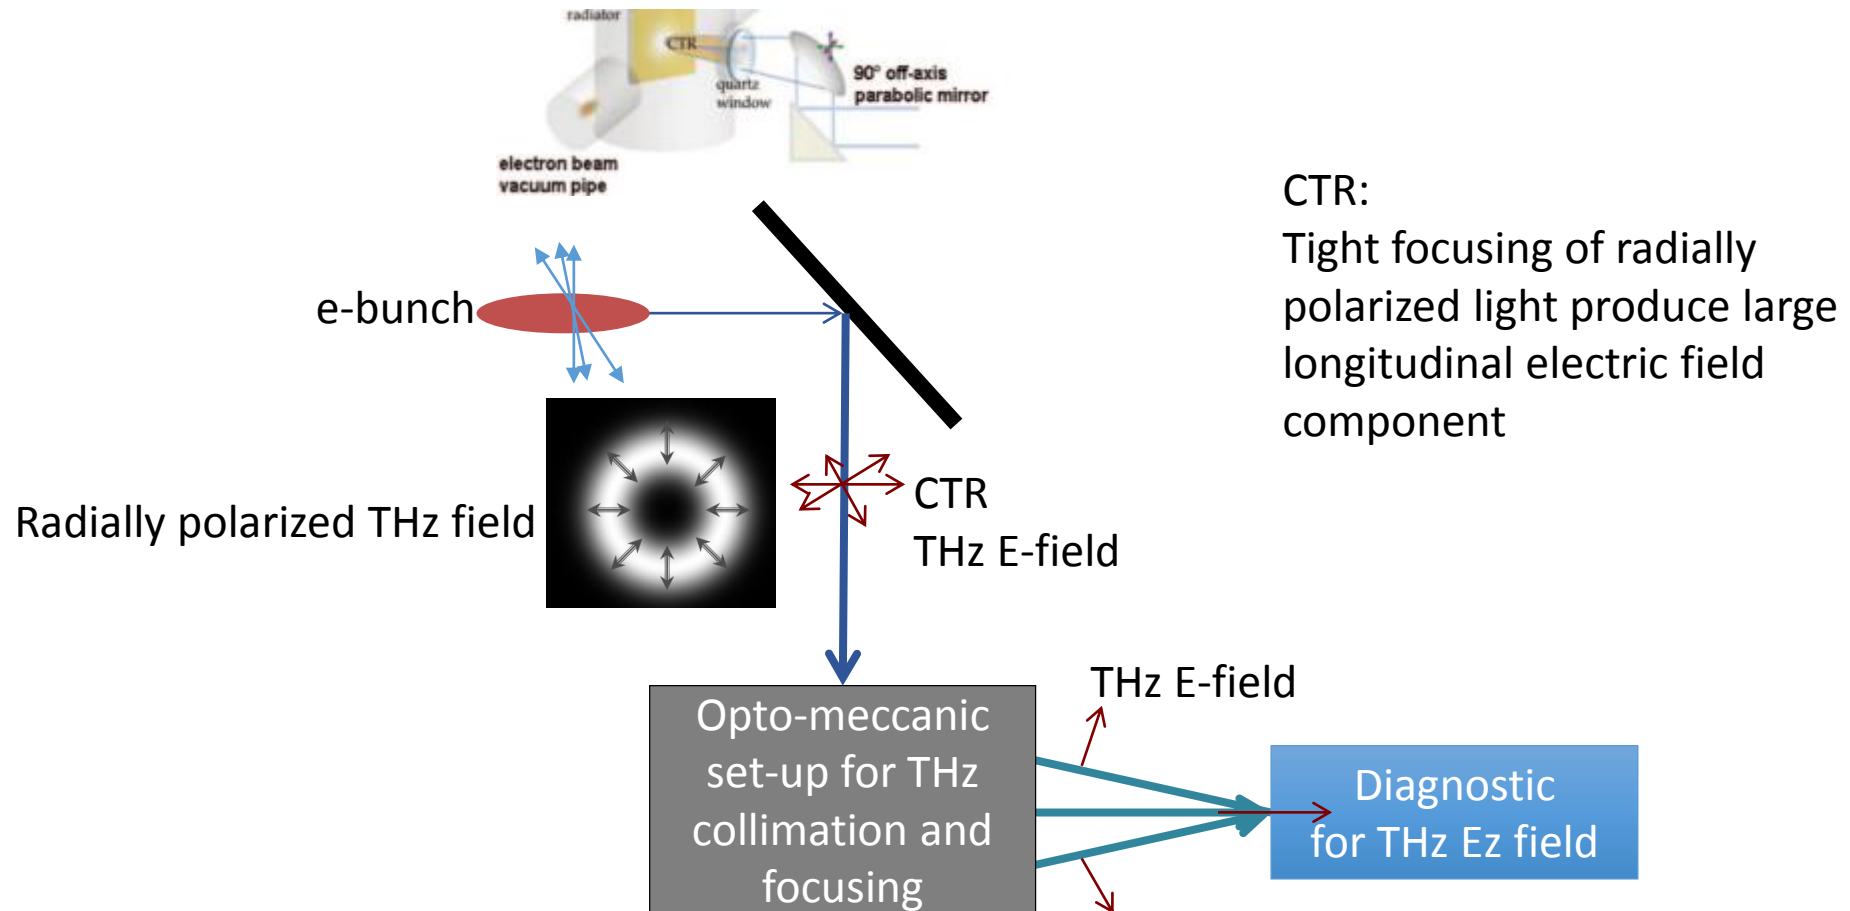 radiator
CTR
quartz
window
90° off-axis
parabolic mirror
electron beam
vacuum pipe
CTR:
Tight focusing of radially
polarized light produce large
longitudinal electric field
component
e-bunch
Radially polarized THz field
CTR
THz E-field
THz E-field
Opto-meccanic
set-up for THz
collimation and
focusing
Diagnostic
for THz Ez field